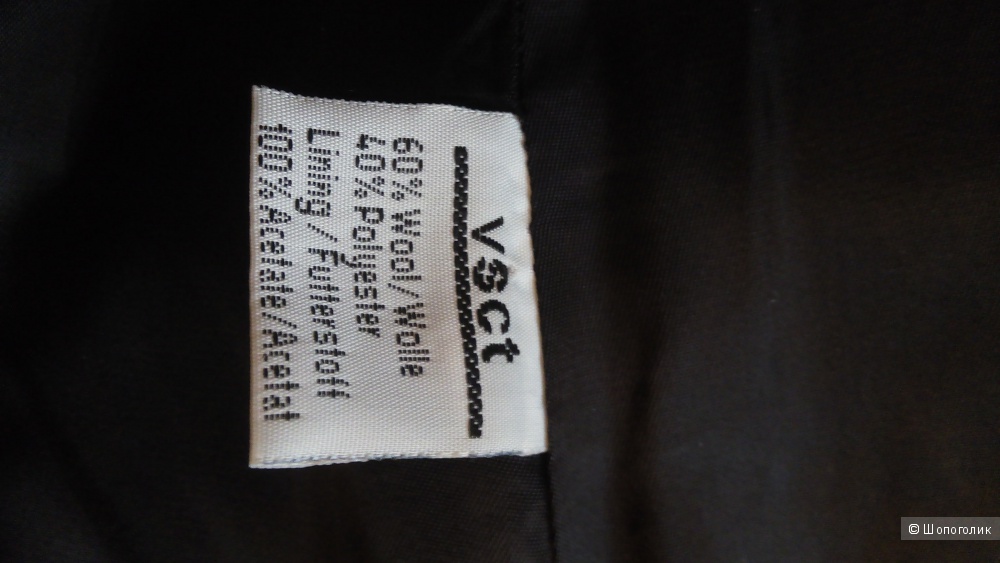 vsct
60% Wool/Wolle
40% Polyester
Lining/Futterstoff
100% Acetate/Acetat
© Шопоголик